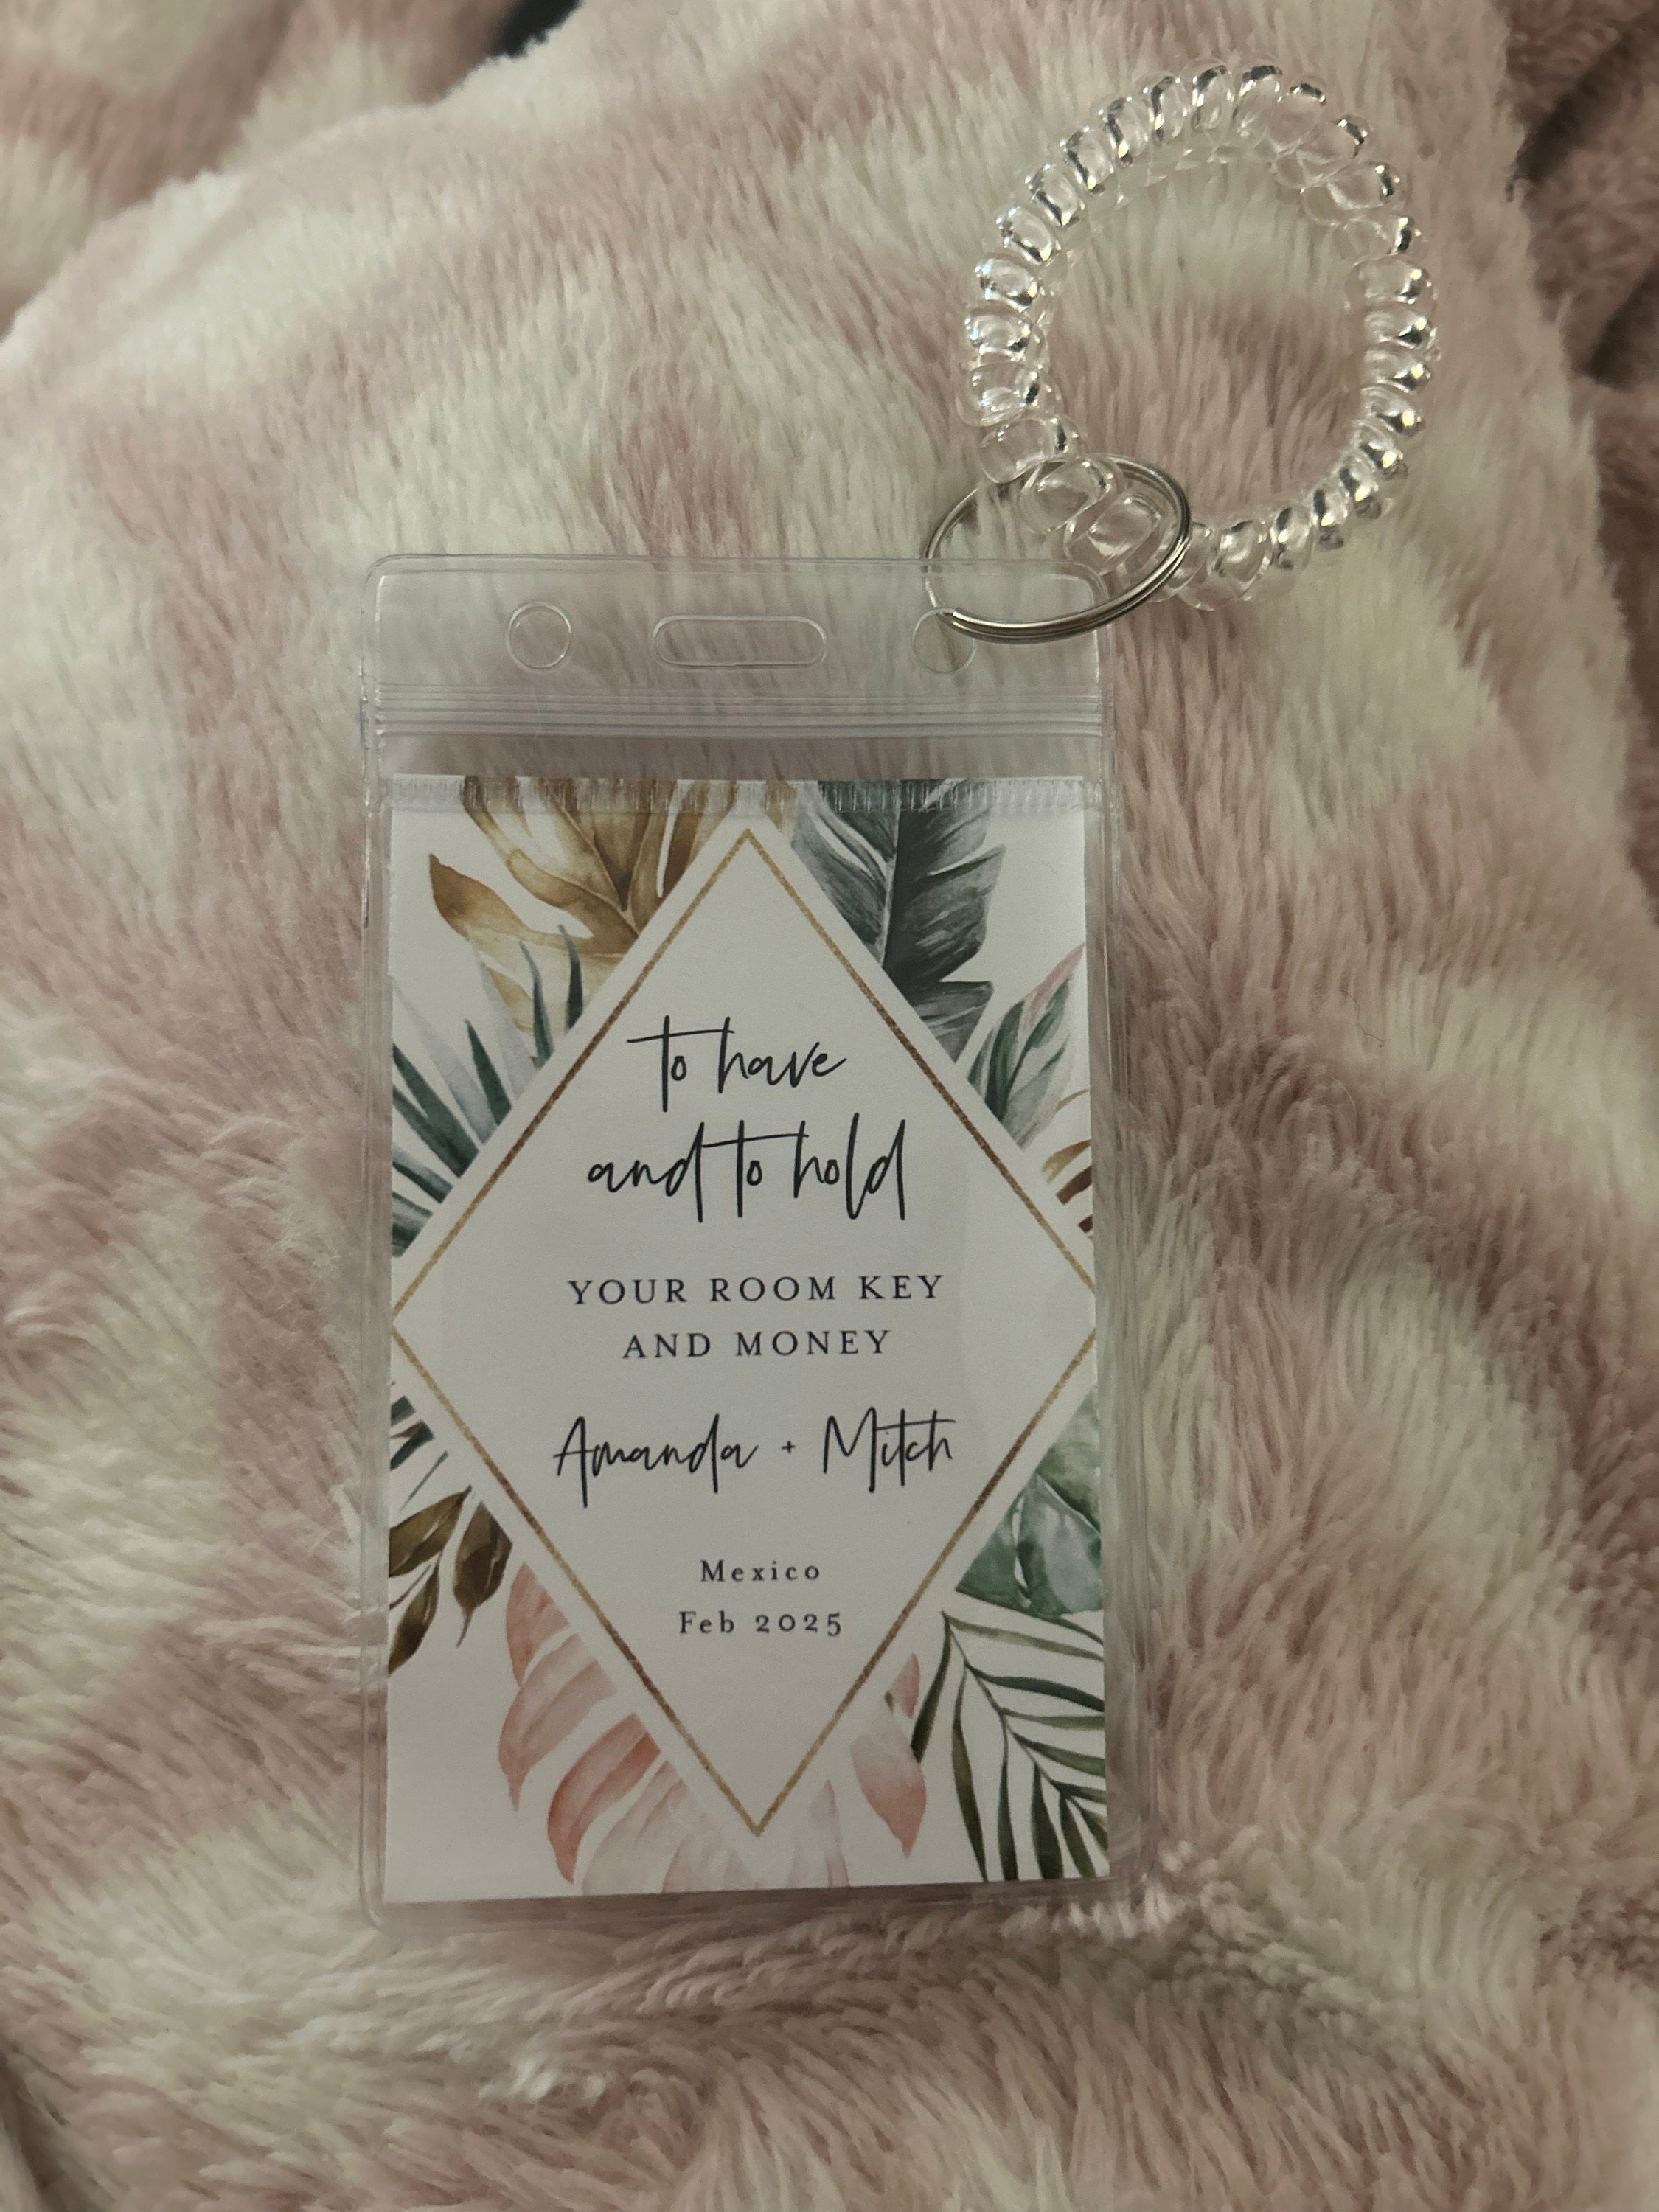 to have
and to hold
YOUR ROOM KEY
AND MONEY
Amanda + Mitch
Mexico
Feb 2025